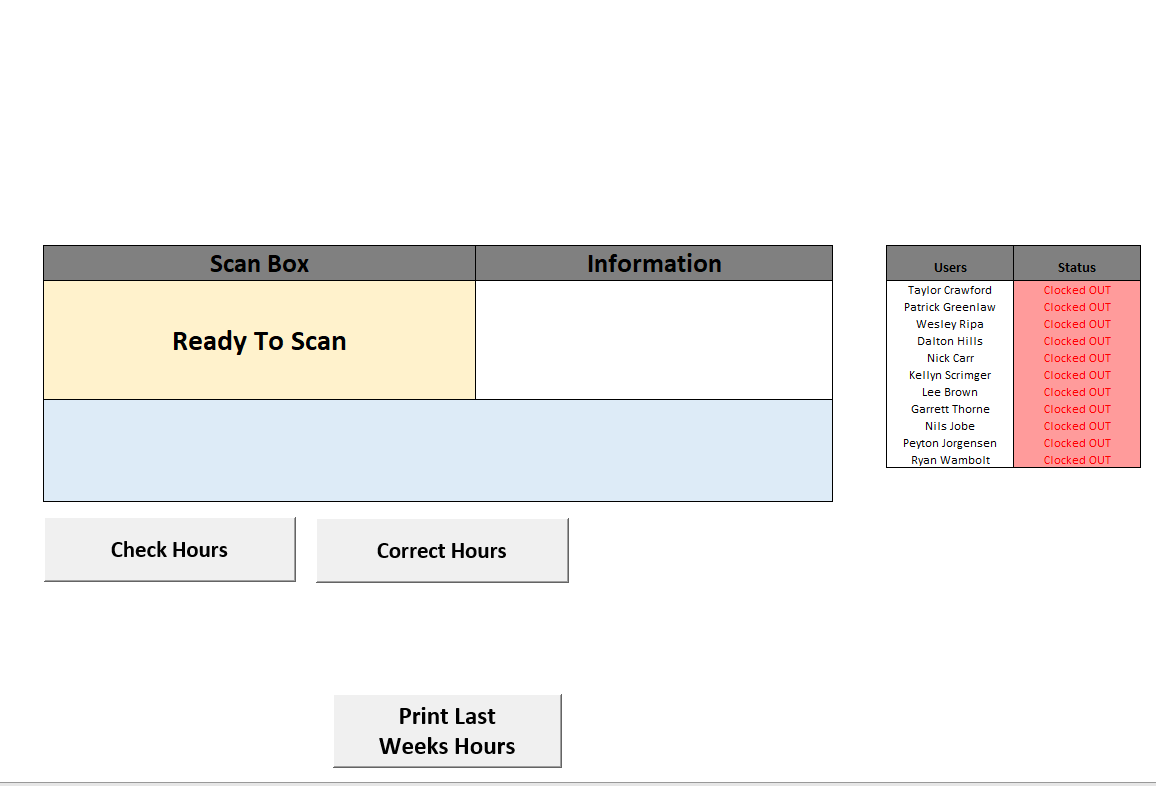 Scan Box Information
Ready To Scan
Check Hours
Correct Hours
Print Last
Weeks Hours
Users Status
Taylor Crawford Clocked OUT
Patrick Greenlaw Clocked OUT
Wesley Ripa Clocked OUT
Dalton Hills Clocked OUT
Nick Carr Clocked OUT
Kellyn Scrimger Clocked OUT
Lee Brown Clocked OUT
Garrett Thorne Clocked OUT
Nils Jobe Clocked OUT
Peyton Jorgensen Clocked OUT
Ryan Wambolt Clocked OUT